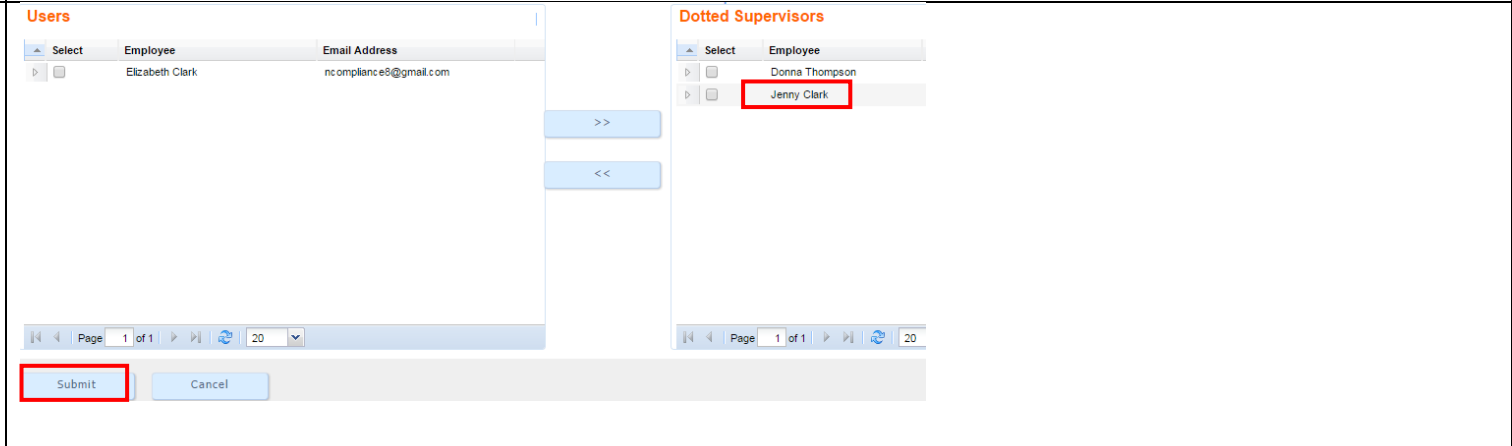 Users
Select Employee Email Address
Elizabeth Clark ncompliance8@gmail.com
Page 1 of 1 20
>>
<<
Dotted Supervisors
Select Employee
Donna Thompson
Jenny Clark
Page 1 of 1 20
Submit Cancel